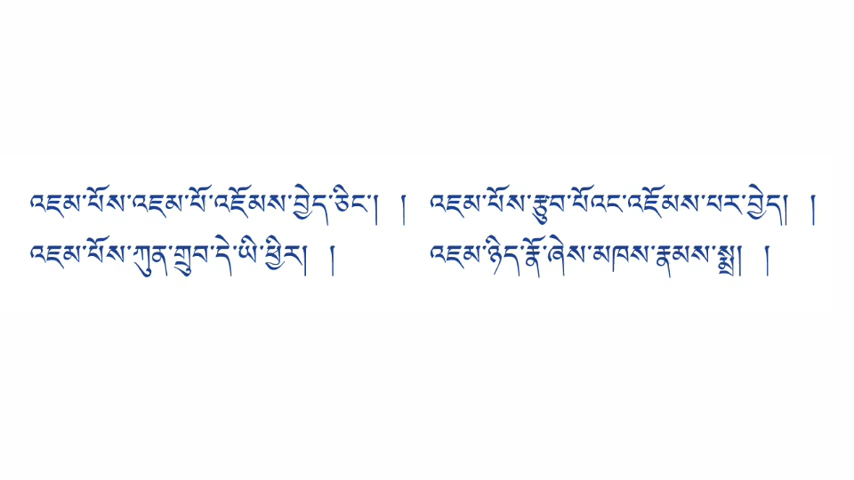 འཇམ་པོས་འཇམ་པོ་འཇོམས་བྱེད་ཅིང་། ། འཇམ་པོས་རྩུབ་པོའང་འཇོམས་པར་བྱེད། །
འཇམ་པོས་ཀུན་གྲུབ་དེ་ཡི་ཕྱིར། ། འཇམ་ཉིད་རྣོ་ཞེས་མཁས་རྣམས་སྨྲ། །